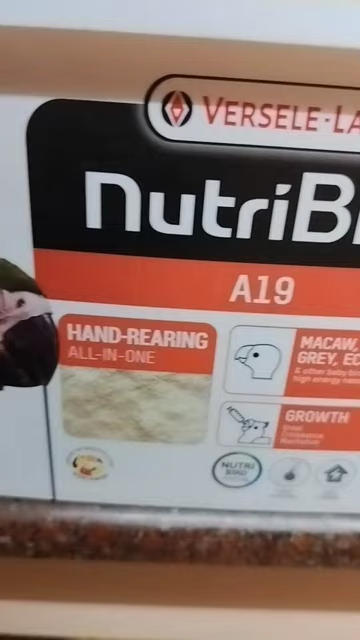 VERSELE-LA
NutriBi
A19
HAND-REARING
ALL-IN-ONE
MACAW,
GREY, EC
& other baby bir
high energy nee
GROWTH
NUTRI
BIRD